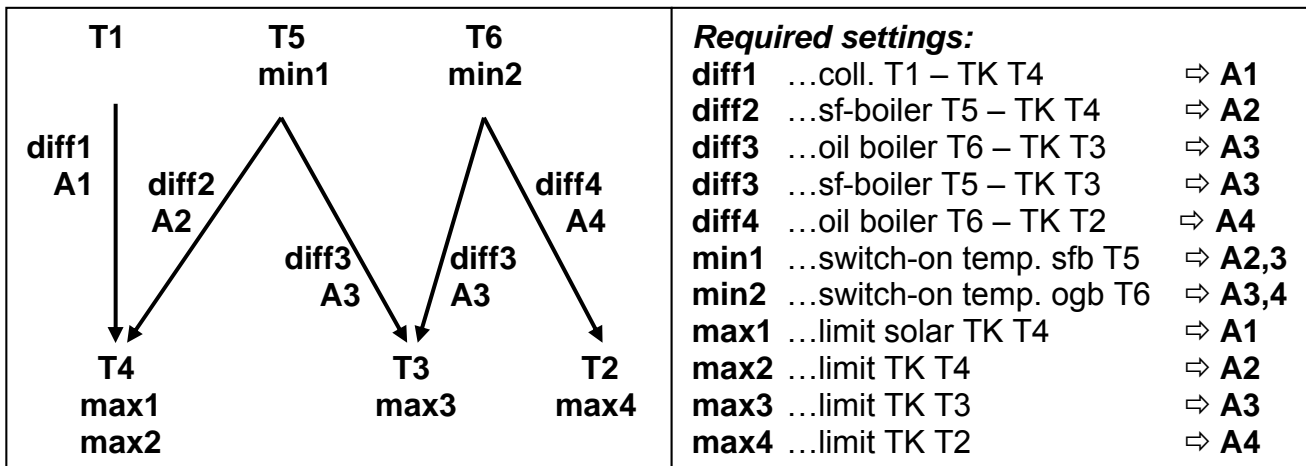 T1 T5 T6
min1 min2
diff1
A1
diff2
A2
diff4
A4
diff3 diff3
A3 A3
T4 T3 T2
max1 max3 max4
max2
Required settings:
diff1 …coll. T1 – TK T4 ⇨ A1
diff2 …sf-boiler T5 – TK T4 ⇨ A2
diff3 …oil boiler T6 – TK T3 ⇨ A3
diff3 …sf-boiler T5 – TK T3 ⇨ A3
diff4 …oil boiler T6 – TK T2 ⇨ A4
min1 …switch-on temp. sfb T5 ⇨ A2,3
min2 …switch-on temp. ogb T6 ⇨ A3,4
max1 …limit solar TK T4 ⇨ A1
max2 …limit TK T4 ⇨ A2
max3 …limit TK T3 ⇨ A3
max4 …limit TK T2 ⇨ A4